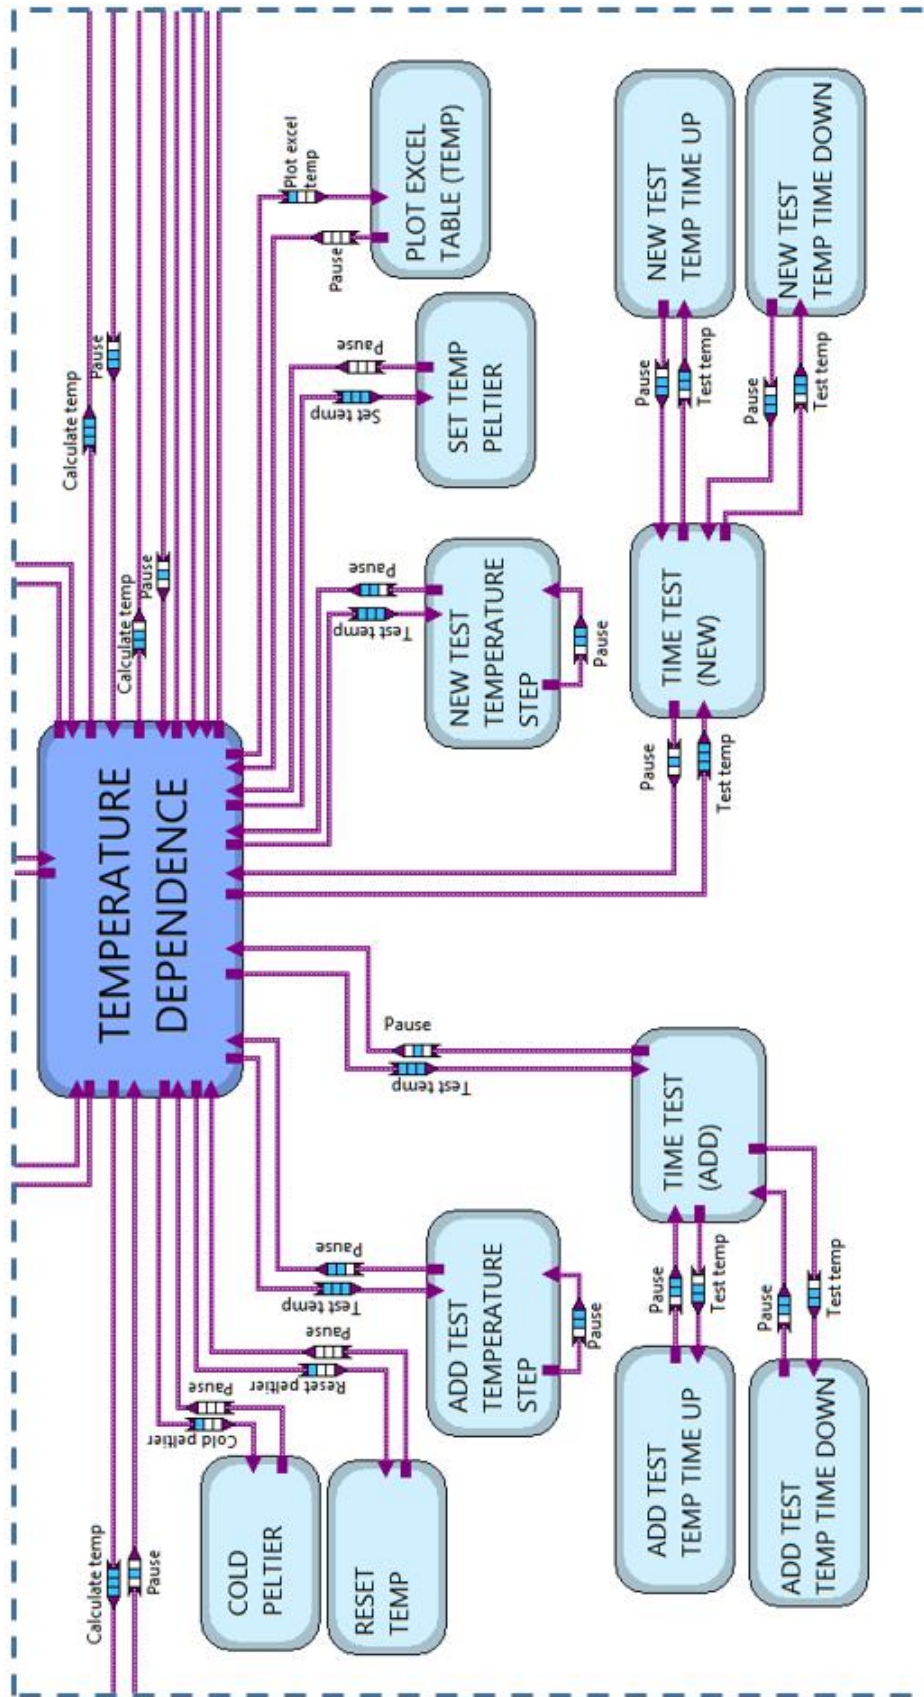 Calculate temp
Pause
Cold peltier
Pause
COLD
PELTIER
Reset peltier
Pause
RESET
TEMP
Test temp
Pause
ADD TEST
TEMPERATURE
STEP
Pause
ADD TEST
TEMP TIME UP
Pause
Test temp
ADD TEST
TEMP TIME DOWN
Pause
Test temp
TIME TEST
(ADD)
Pause
Test temp
TEMPERATURE
DEPENDENCE
Calculate temp
Pause
Calculate temp
Pause
Plot excel
temp
Pause
PLOT EXCEL
TABLE (TEMP)
Pause
Set temp
SET TEMP
PELTIER
Pause
Test temp
NEW TEST
TEMPERATURE
STEP
Pause
Pause
Test temp
TIME TEST
(NEW)
Pause
Test temp
NEW TEST
TEMP TIME UP
Pause
Test temp
NEW TEST
TEMP TIME DOWN